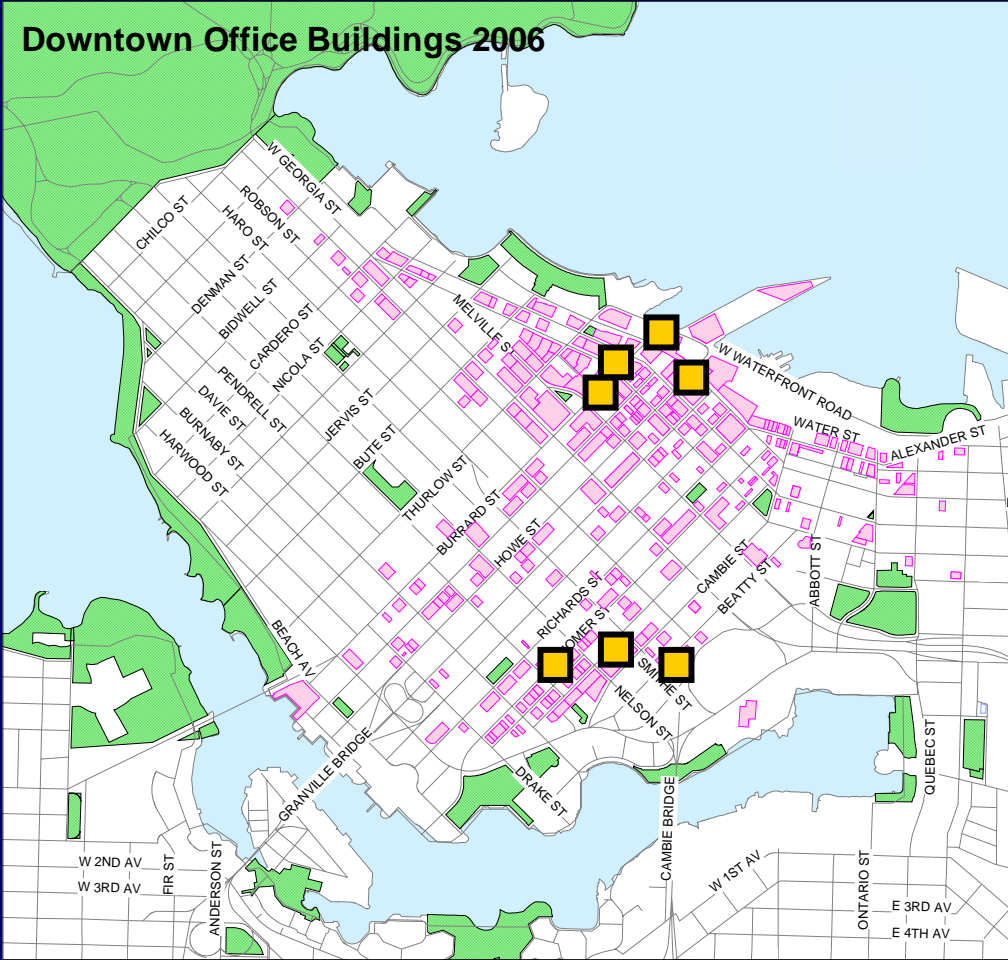 Downtown Office Buildings 2006
W GEORGIA ST
ROBSON ST
HARO ST
CHILCO ST
DENMAN ST
BIDWELL ST
CARDERO ST
NICOLA ST
PENDRELL ST
DAVIE ST
BURNABY ST
HARWOOD ST
JERVIS ST
BUTE ST
THURLOW ST
BURRARD ST
HOWE ST
MELVILLE S
W WATERFRONT ROAD
WATER ST
ALEXANDER ST
CAMBIE ST
BEATTY ST
ABBOTT ST
RICHARDS S
OMER ST
SMITHE ST
NELSON ST
BEACH AV
GRANVILLE BRIDGE
DRAKE ST
CAMBIE BRIDGE
QUEBEC ST
W 2ND AV
W 3RD AV
FIR ST
ANDERSON ST
W 1ST AV
ONTARIO ST
E 3RD AV
E 4TH AV